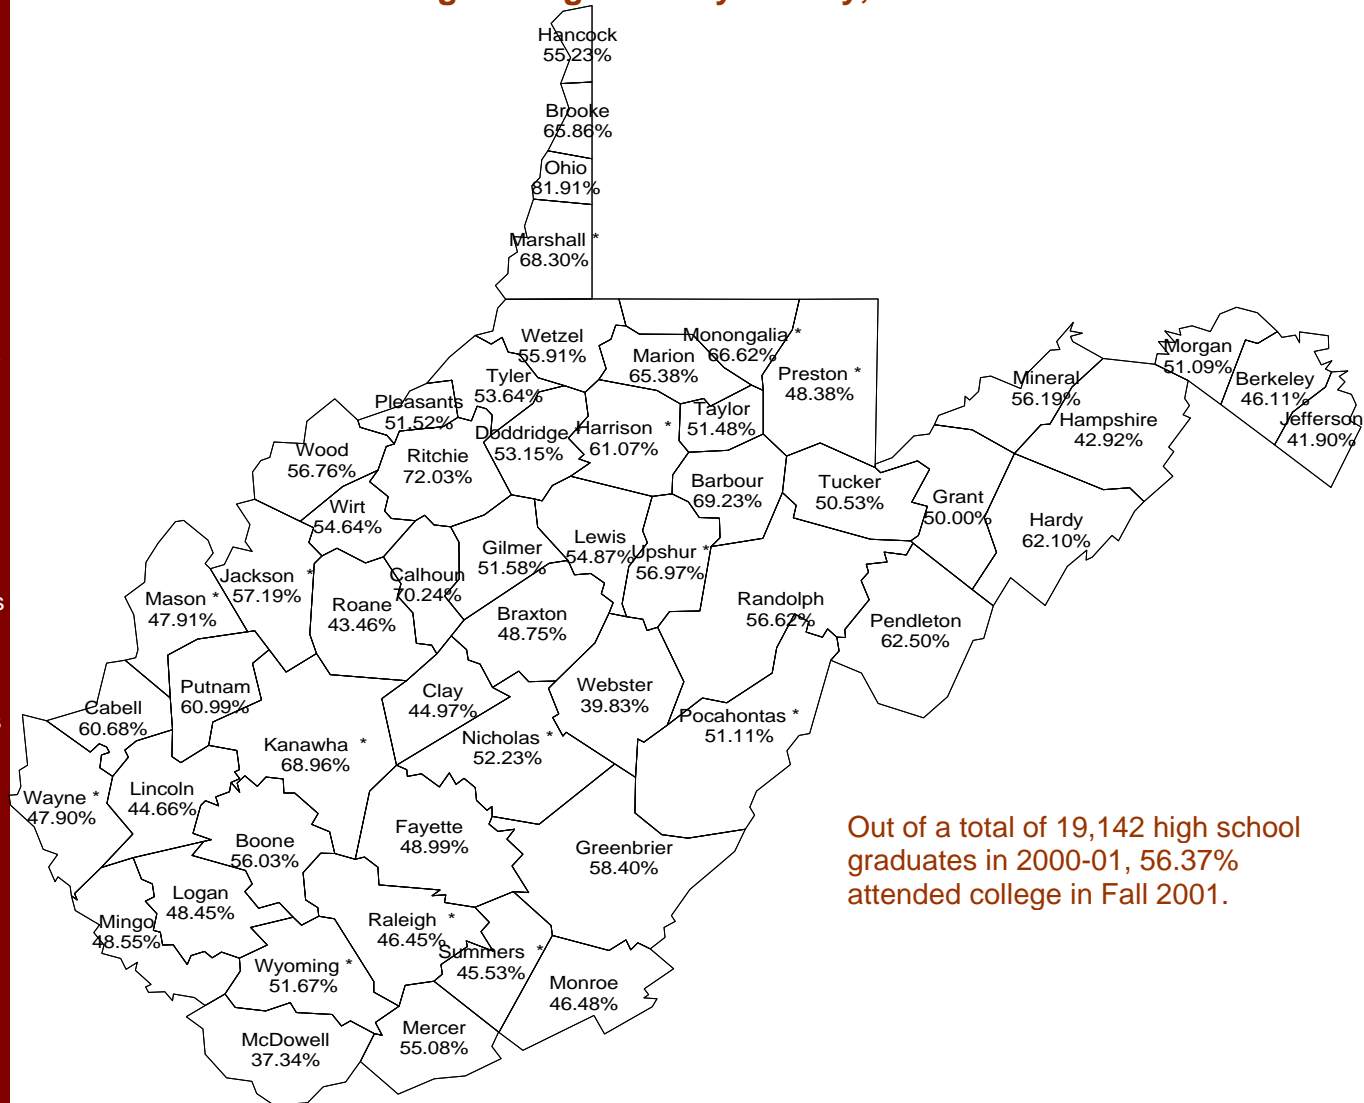 Hancock
55.23%
Brooke
65.86%
Ohio
81.91%
Marshall *
68.30%
Wetzel
55.91%
Monongalia *
66.62%
Marion
65.38%
Preston *
48.38%
Tyler
53.64%
Pleasants
51.52%
Doddridge
53.15%
Harrison *
61.07%
Taylor
51.48%
Mineral
56.19%
Morgan
51.09%
Berkeley
46.11%
Jefferson
41.90%
Hampshire
42.92%
Wood
56.76%
Ritchie
72.03%
Barbour
69.23%
Tucker
50.53%
Grant
50.00%
Hardy
62.10%
Wirt
54.64%
Gilmer
51.58%
Lewis
54.87%
Upshur *
56.97%
Jackson *
57.19%
Calhoun
70.24%
Mason *
47.91%
Roane
43.46%
Braxton
48.75%
Randolph
56.62%
Pendleton
62.50%
Putnam
60.99%
Clay
44.97%
Webster
39.83%
Cabell
60.68%
Pocahontas *
51.11%
Kanawha *
68.96%
Nicholas *
52.23%
Wayne *
47.90%
Lincoln
44.66%
Boone
56.03%
Fayette
48.99%
Greenbrier
58.40%
Out of a total of 19,142 high school
graduates in 2000-01, 56.37%
attended college in Fall 2001.
Logan
48.45%
Mingo
48.55%
Raleigh *
46.45%
Summers *
45.53%
Wyoming *
51.67%
Monroe
46.48%
McDowell
37.34%
Mercer
55.08%